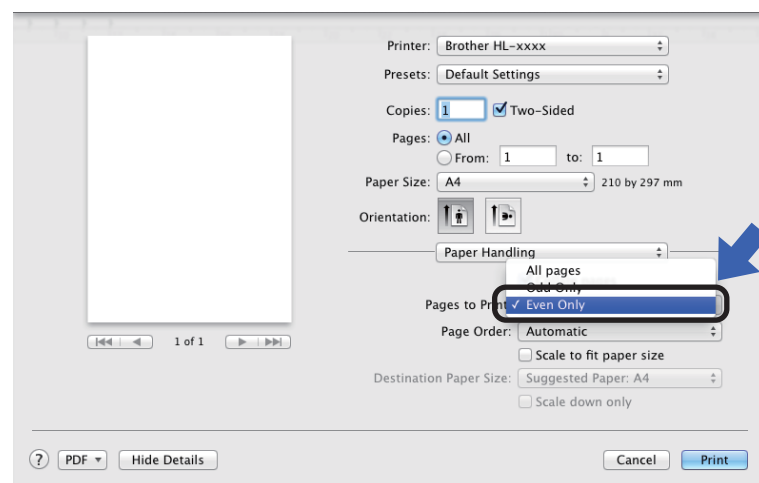 Printer: Brother HL-xxxx
Presets: Default Settings
Copies: 1 Two-Sided
Pages: All
From: 1 to: 1
Paper Size: A4 210 by 297 mm
Orientation:
Paper Handling
All pages
Odd Only
Pages to Print ✓ Even Only
1 of 1
Page Order: Automatic
Scale to fit paper size
Destination Paper Size: Suggested Paper: A4
Scale down only
? PDF Hide Details Cancel Print